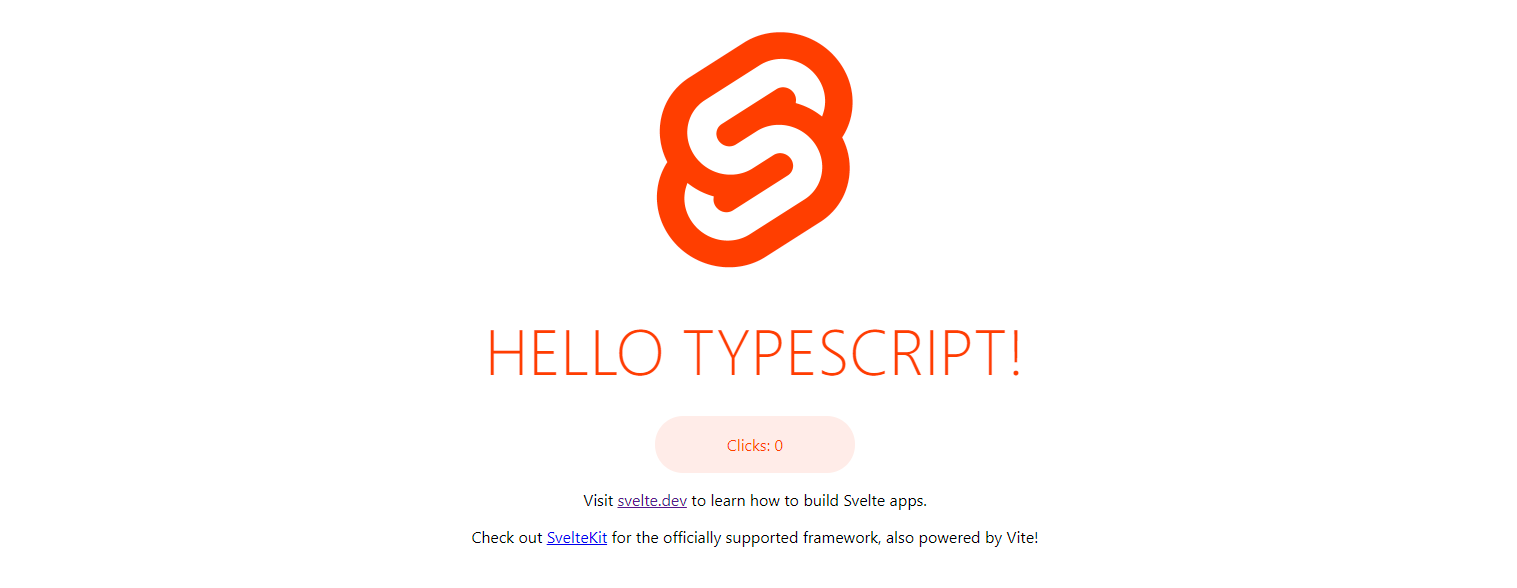 HELLO TYPESCRIPT!
Clicks: 0
Visit svelte.dev to learn how to build Svelte apps.
Check out SvelteKit for the officially supported framework, also powered by Vite!